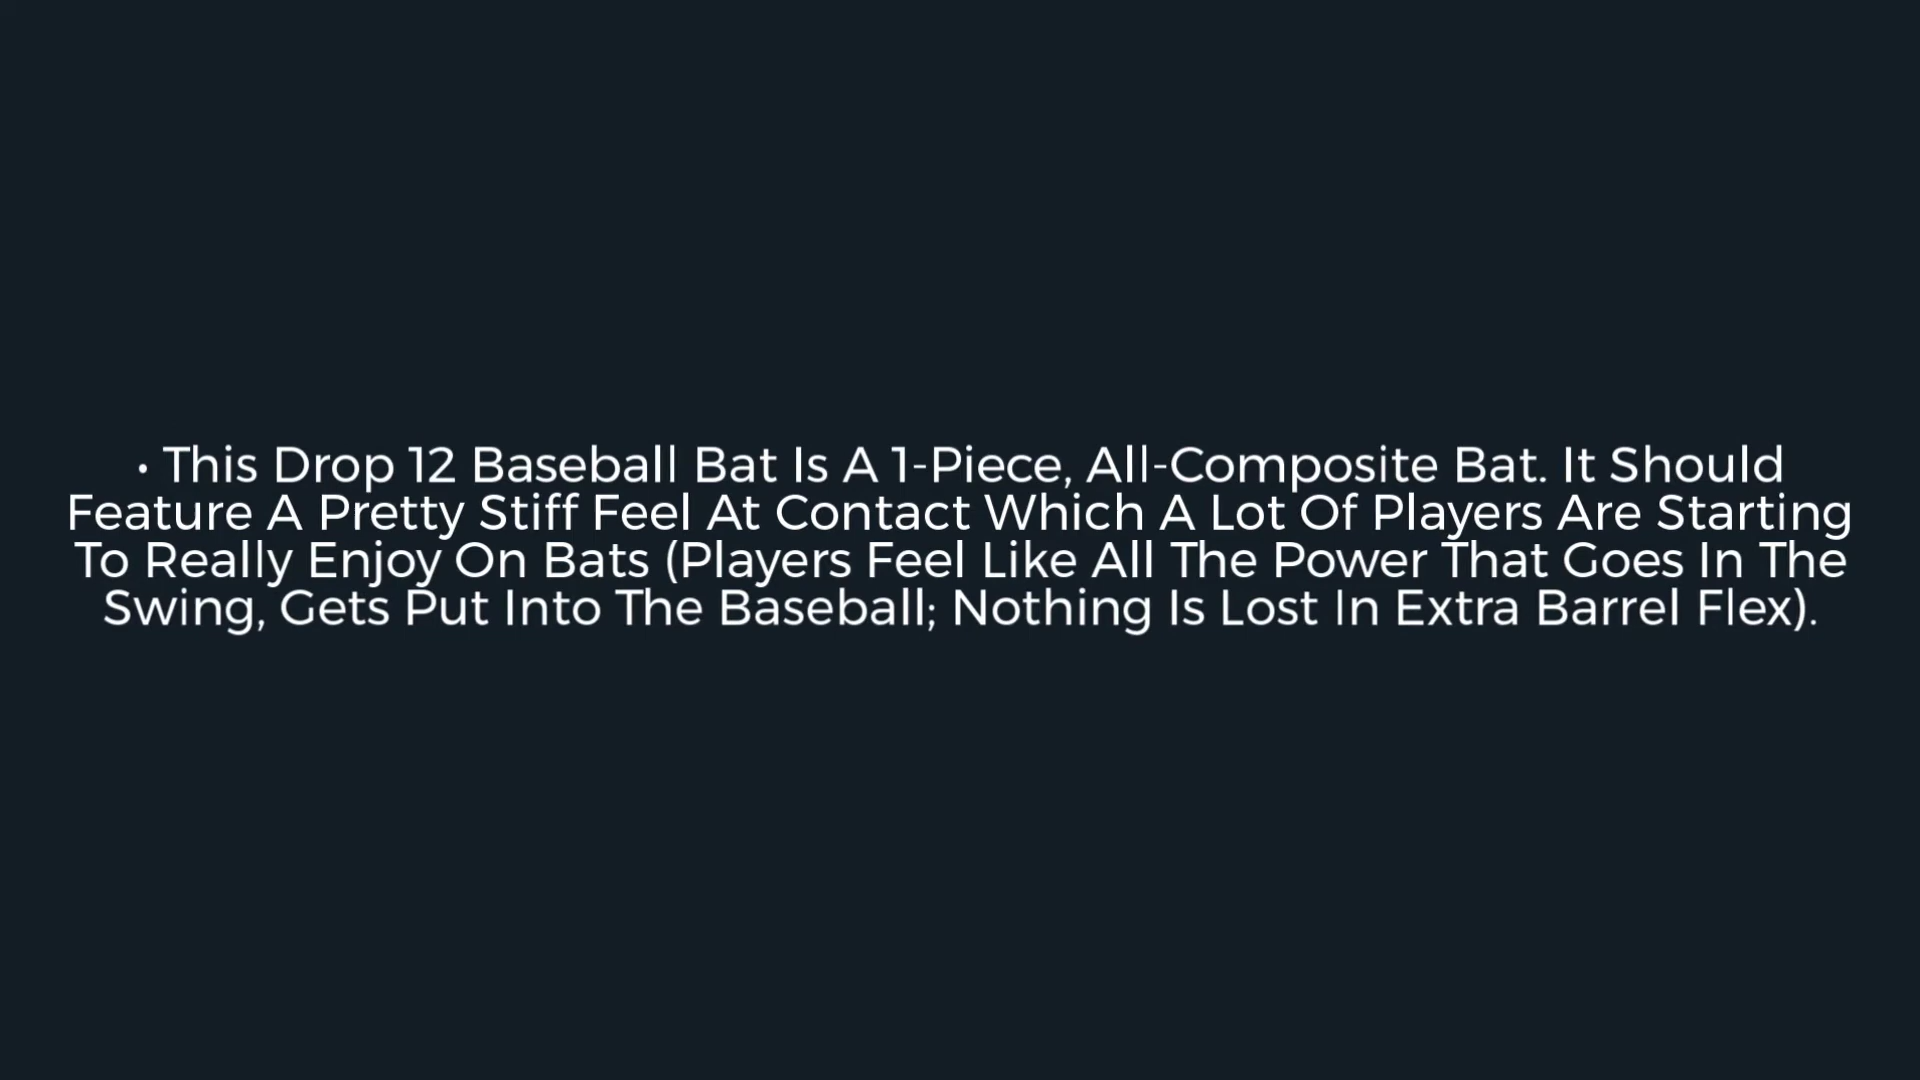 • This Drop 12 Baseball Bat Is A 1-Piece, All-Composite Bat. It Should
Feature A Pretty Stiff Feel At Contact Which A Lot Of Players Are Starting
To Really Enjoy On Bats (Players Feel Like All The Power That Goes In The
Swing, Gets Put Into The Baseball; Nothing Is Lost In Extra Barrel Flex).